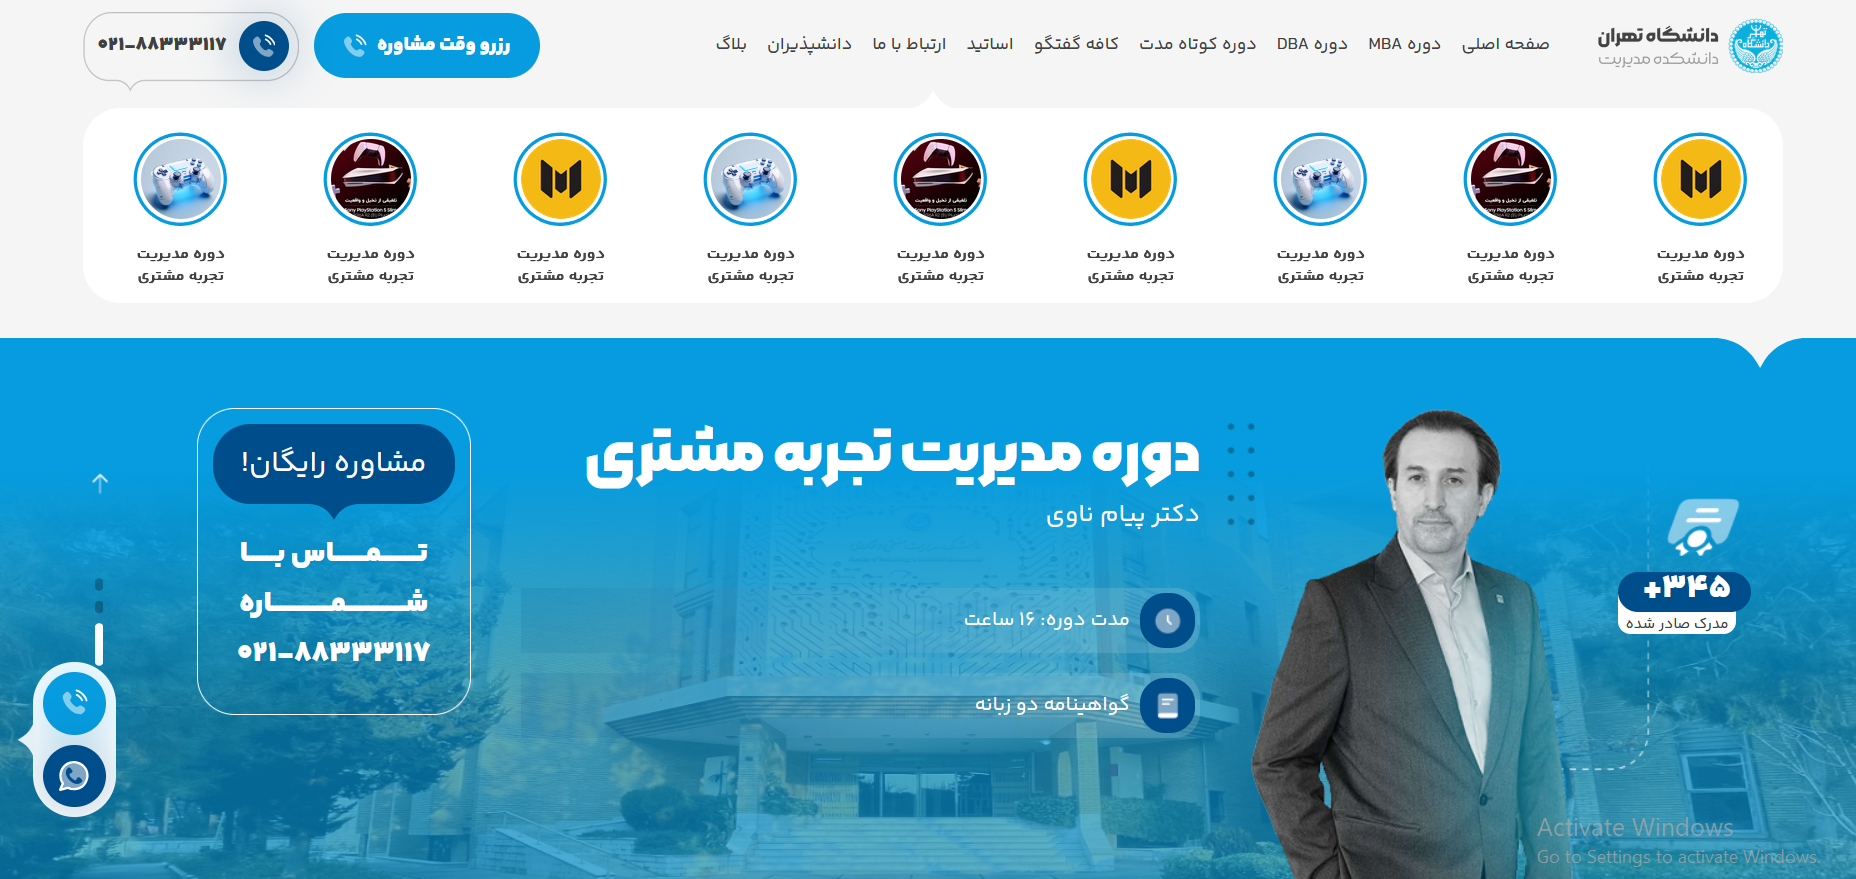 دانشگاه تهران
دانشکده مدیریت
صفحه اصلی دوره MBA دوره DBA دوره کوتاه مدت کافه گفتگو اساتید ارتباط با ما دانشپذیران بلاگ
رزرو وقت مشاوره
۰۲۱-۸۸۳۳۳۱۱۷
دوره مدیریت
تجربه مشتری
دوره مدیریت
تجربه مشتری
دوره مدیریت
تجربه مشتری
دوره مدیریت
تجربه مشتری
دوره مدیریت
تجربه مشتری
دوره مدیریت
تجربه مشتری
دوره مدیریت
تجربه مشتری
دوره مدیریت
تجربه مشتری
دوره مدیریت
تجربه مشتری
+۳۴۵
مدرک صادر شده
دوره مدیریت تجربه مشتری
دکتر پیام ناوی
مدت دوره: ۱۶ ساعت
گواهینامه دو زبانه
مشاوره رایگان!
تـــمـــاس بـــا
شـــمـــاره
۰۲۱-۸۸۳۳۳۱۱۷
Activate Windows
Go to Settings to activate Windows.